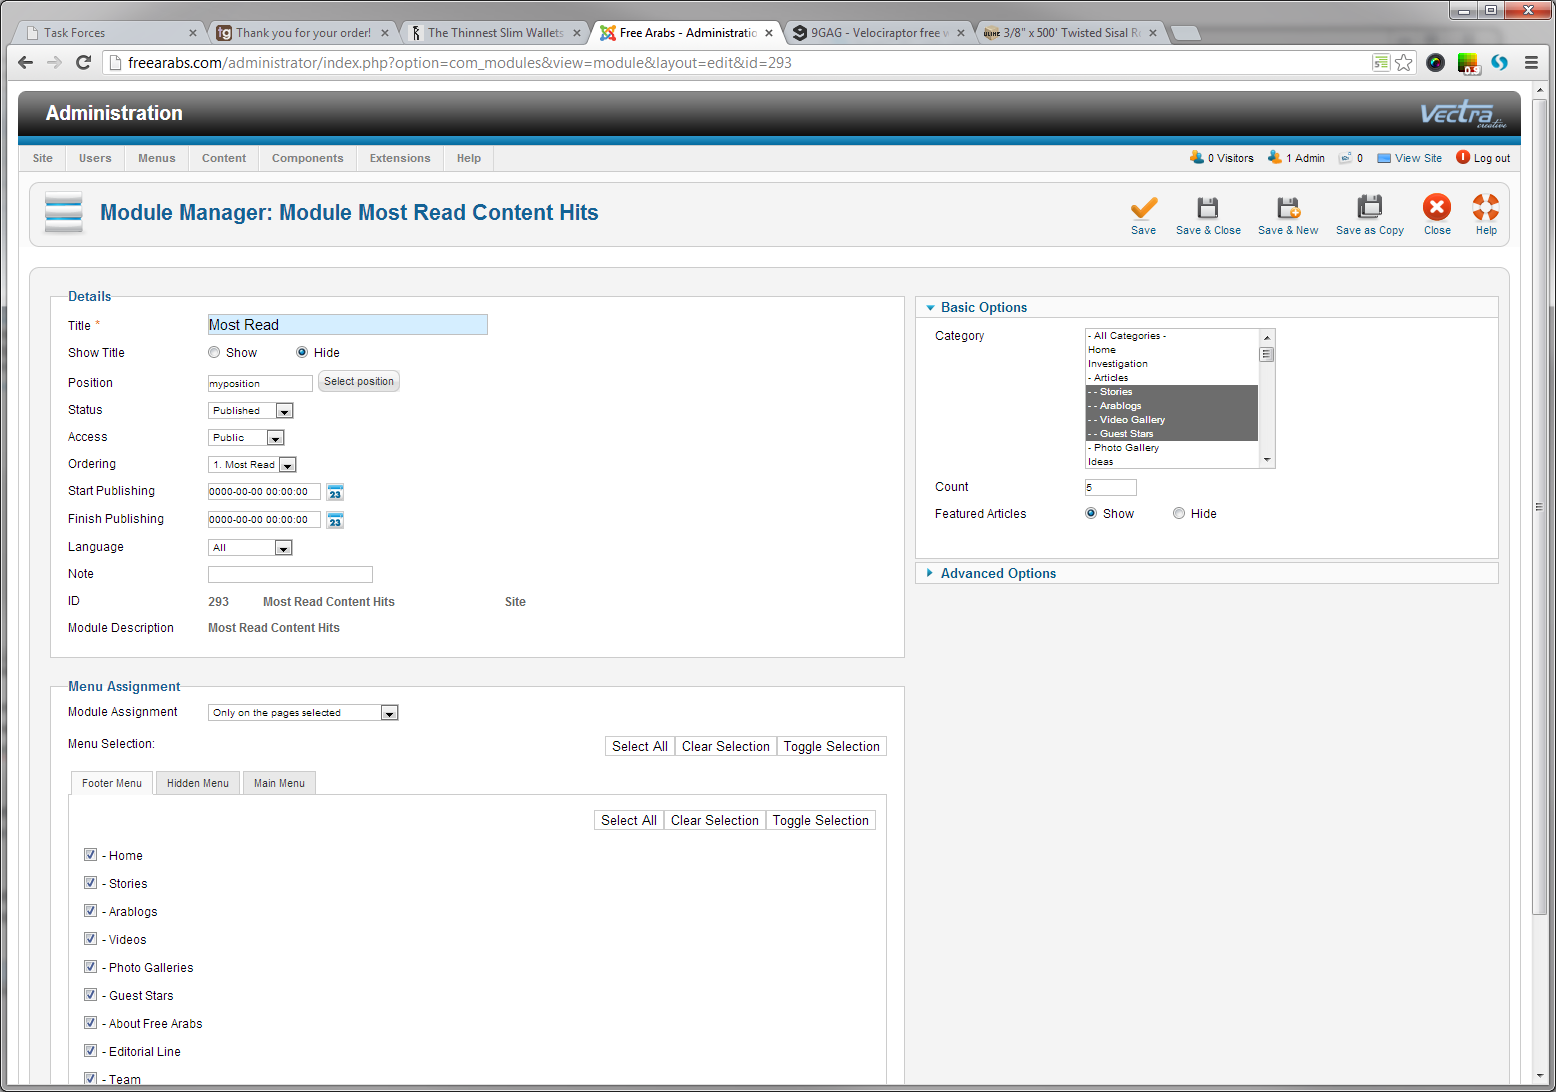 Task Forces
Thank you for your order!
The Thinnest Slim Wallets
Free Arabs - Administratio
9GAG - Velociraptor free w
3/8" x 500' Twisted Sisal R
freearabs.com/administrator/index.php?option=com_modules&view=module&layout=edit&id=293
Administration
Vectra
creative
Site Users Menus Content Components Extensions Help
0 Visitors 1 Admin 0 View Site Log out
Module Manager: Module Most Read Content Hits
Save Save & Close Save & New Save as Copy Close Help
Details
Title * Most Read
Show Title Show Hide
Position myposition Select position
Status Published
Access Public
Ordering 1. Most Read
Start Publishing 0000-00-00 00:00:00 23
Finish Publishing 0000-00-00 00:00:00 23
Language All
Note
ID 293 Most Read Content Hits Site
Module Description Most Read Content Hits
Basic Options
Category
- All Categories -
Home
Investigation
- Articles
- - Stories
- - Arablogs
- - Video Gallery
- - Guest Stars
- Photo Gallery
Ideas
Count 5
Featured Articles Show Hide
Advanced Options
Menu Assignment
Module Assignment Only on the pages selected
Menu Selection: Select All Clear Selection Toggle Selection
Footer Menu Hidden Menu Main Menu
Select All Clear Selection Toggle Selection
- Home
- Stories
- Arablogs
- Videos
- Photo Galleries
- Guest Stars
- About Free Arabs
- Editorial Line
- Team